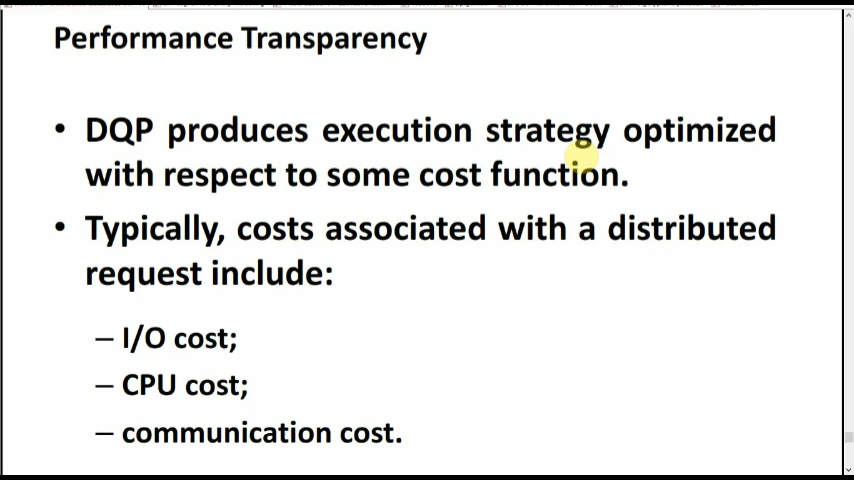 Performance Transparency
• DQP produces execution strategy optimized
with respect to some cost function.
• Typically, costs associated with a distributed
request include:
– I/O cost;
– CPU cost;
– communication cost.